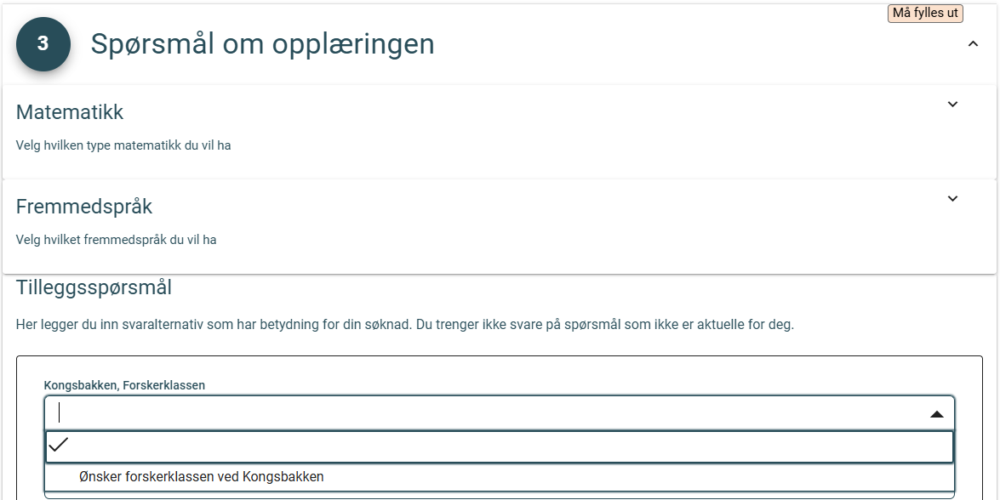 Må fylles ut
3 Spørsmål om opplæringen
Matematikk
Velg hvilken type matematikk du vil ha
Fremmedspråk
Velg hvilket fremmedspråk du vil ha
Tilleggsspørsmål
Her legger du inn svaralternativ som har betydning for din søknad. Du trenger ikke svare på spørsmål som ikke er aktuelle for deg.
Kongsbakken, Forskerklassen
Ønsker forskerklassen ved Kongsbakken